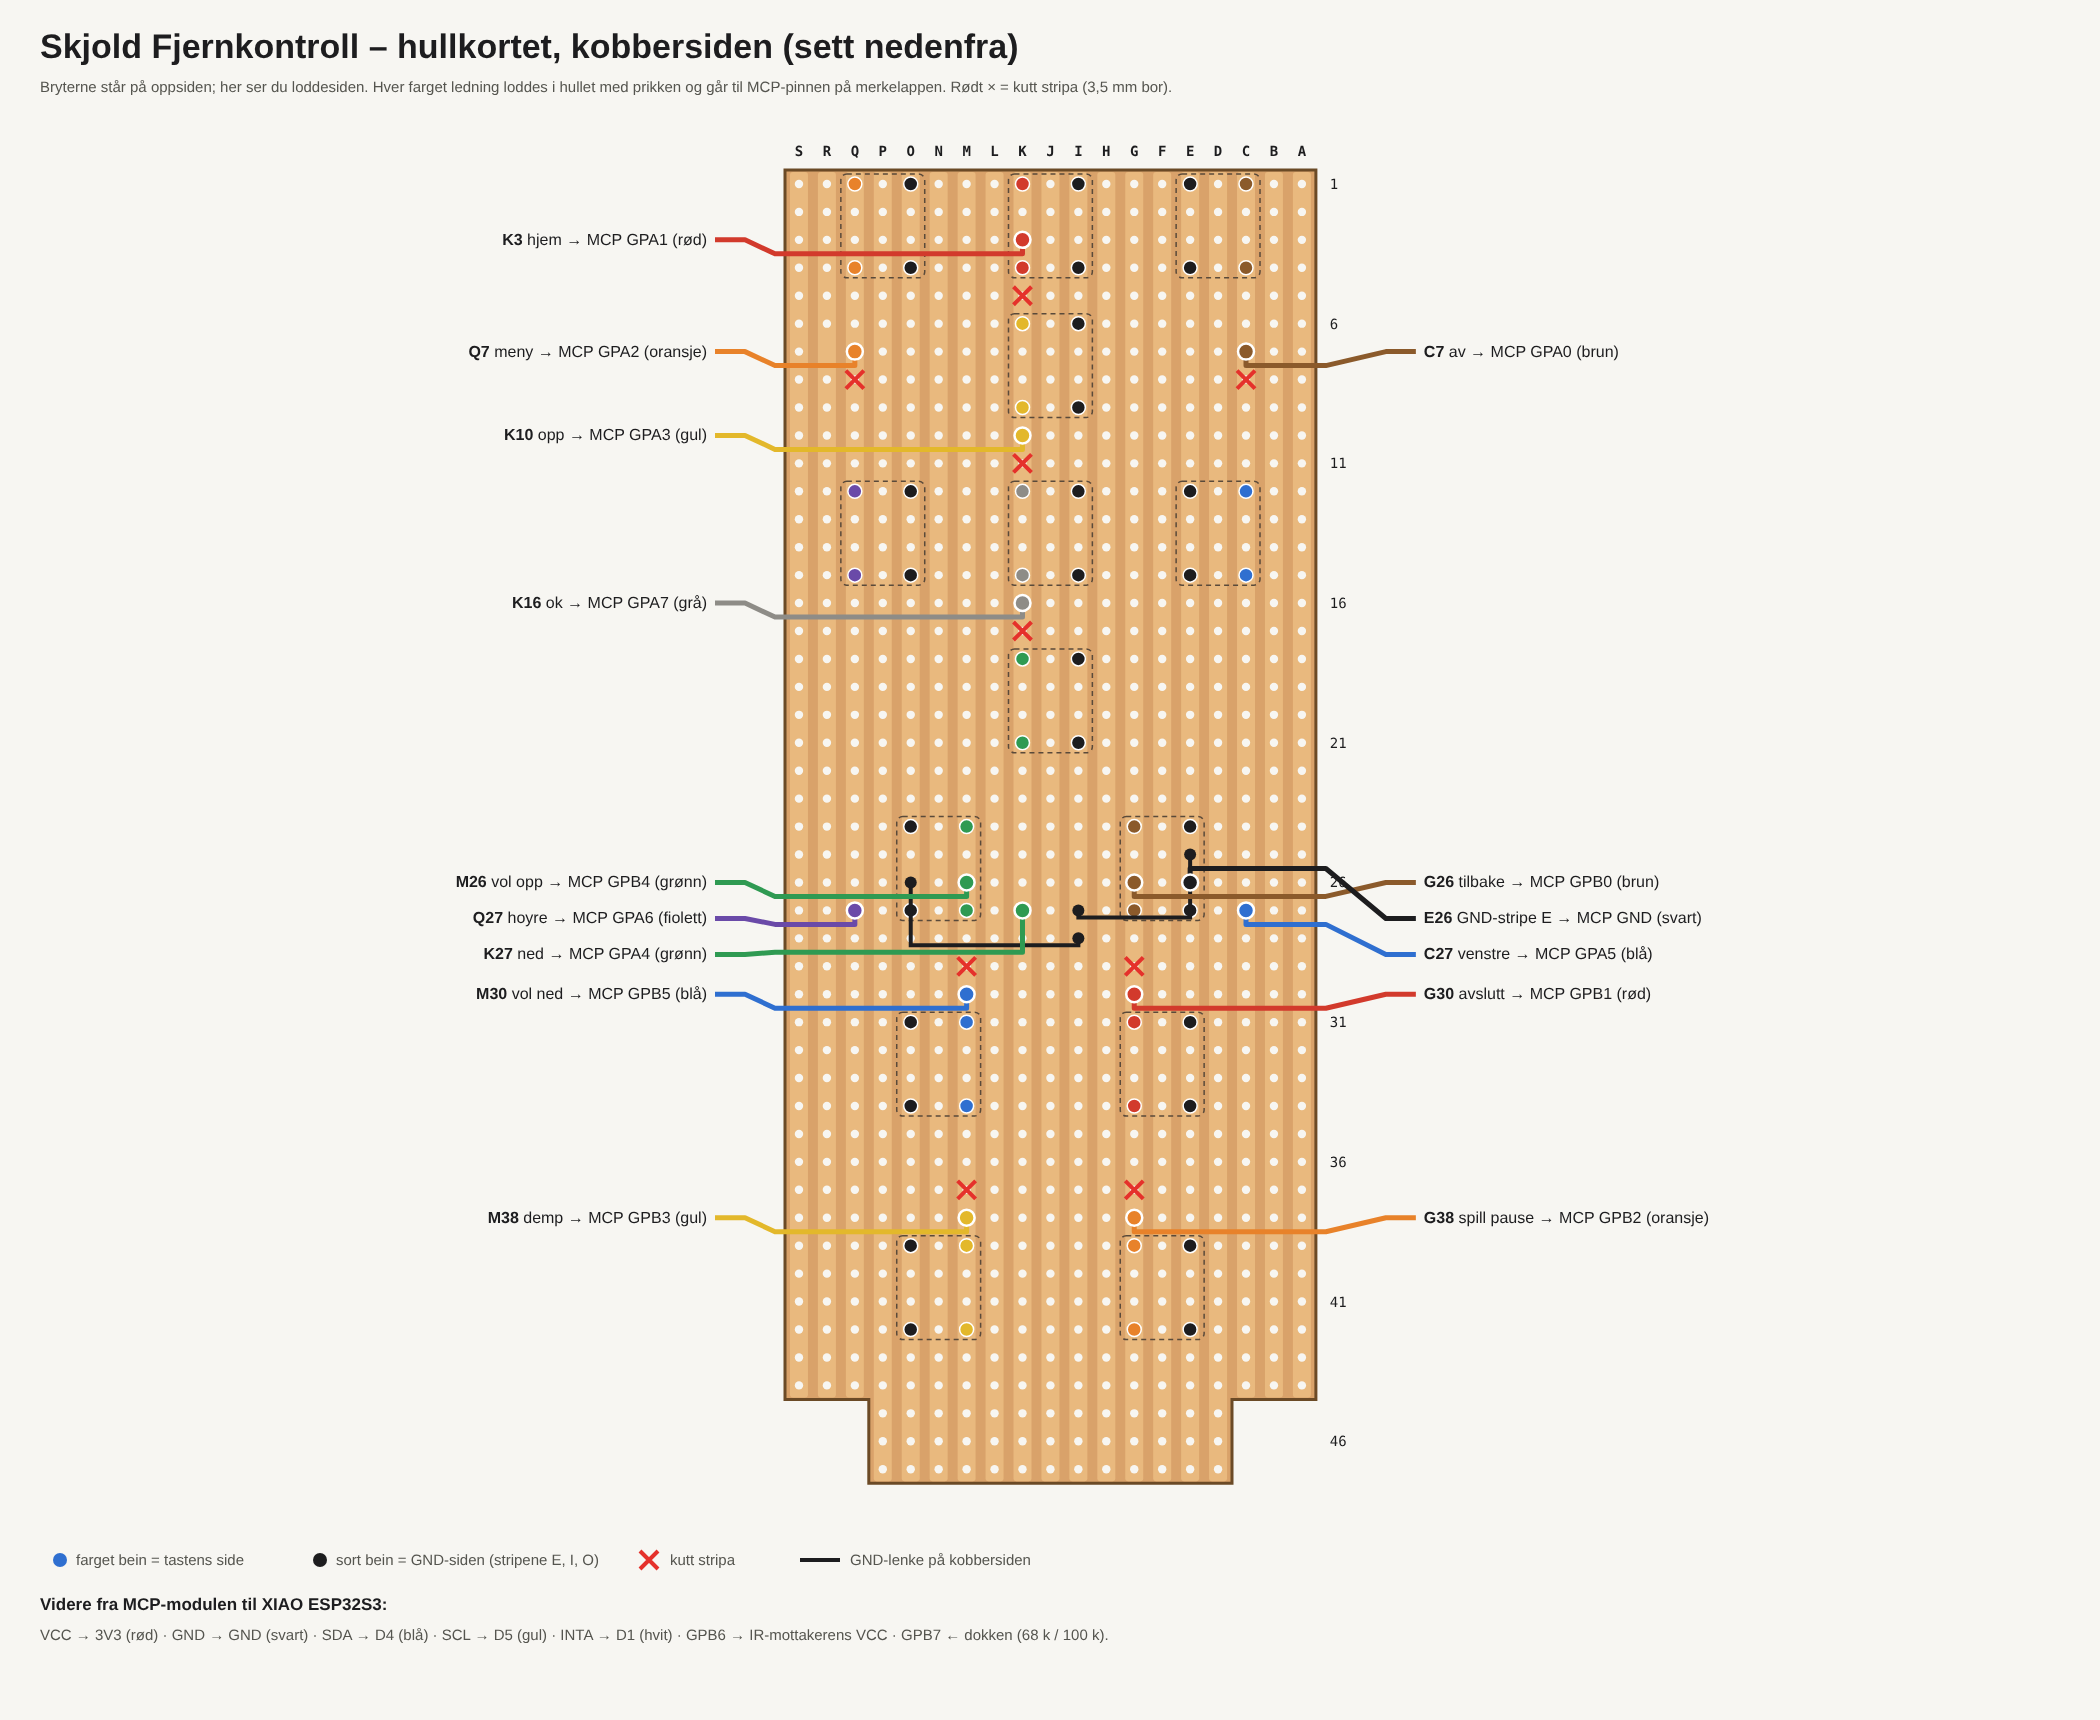 Skjold Fjernkontroll – hullkortet, kobbersiden (sett nedenfra)
Bryterne står på oppsiden; her ser du loddesiden. Hver farget ledning loddes i hullet med prikken og går til MCP-pinnen på merkelappen. Rødt × = kutt stripa (3,5 mm bor).
S R Q P O N M L K J I H G F E D C B A
1
K3 hjem → MCP GPA1 (rød)
6
Q7 meny → MCP GPA2 (oransje)
C7 av → MCP GPA0 (brun)
K10 opp → MCP GPA3 (gul)
11
K16 ok → MCP GPA7 (grå)
16
21
M26 vol opp → MCP GPB4 (grønn)
26
G26 tilbake → MCP GPB0 (brun)
Q27 hoyre → MCP GPA6 (fiolett)
E26 GND-stripe E → MCP GND (svart)
K27 ned → MCP GPA4 (grønn)
C27 venstre → MCP GPA5 (blå)
M30 vol ned → MCP GPB5 (blå)
G30 avslutt → MCP GPB1 (rød)
31
36
M38 demp → MCP GPB3 (gul)
G38 spill pause → MCP GPB2 (oransje)
41
46
farget bein = tastens side
sort bein = GND-siden (stripene E, I, O)
kutt stripa
GND-lenke på kobbersiden
Videre fra MCP-modulen til XIAO ESP32S3:
VCC → 3V3 (rød) · GND → GND (svart) · SDA → D4 (blå) · SCL → D5 (gul) · INTA → D1 (hvit) · GPB6 → IR-mottakerens VCC · GPB7 ← dokken (68 k / 100 k).